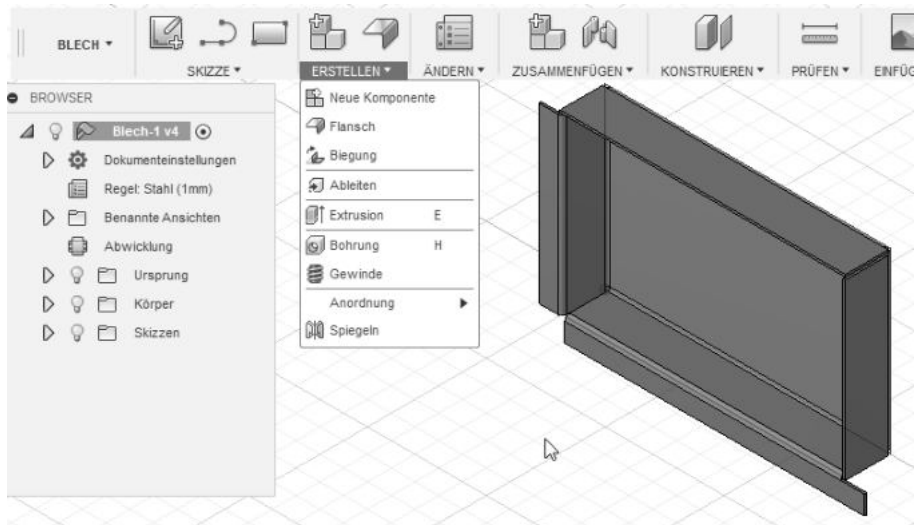 BLECH
SKIZZE
ERSTELLEN
ÄNDERN
ZUSAMMENFÜGEN
KONSTRUIEREN
PRÜFEN
EINFÜG
BROWSER
Blech-1 v4
Dokumenteinstellungen
Regel: Stahl (1mm)
Benannte Ansichten
Abwicklung
Ursprung
Körper
Skizzen
Neue Komponente
Flansch
Biegung
Ableiten
Extrusion E
Bohrung H
Gewinde
Anordnung
Spiegeln